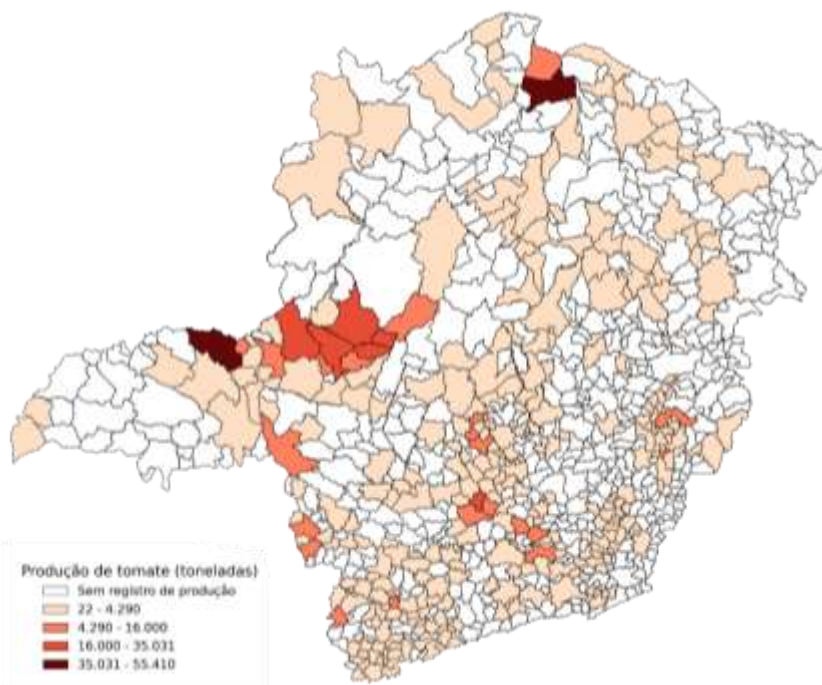 Produção de tomate (toneladas)
Sem registro de produção
22 - 4.290
4.290 - 16.000
16.000 - 35.031
35.031 - 55.410